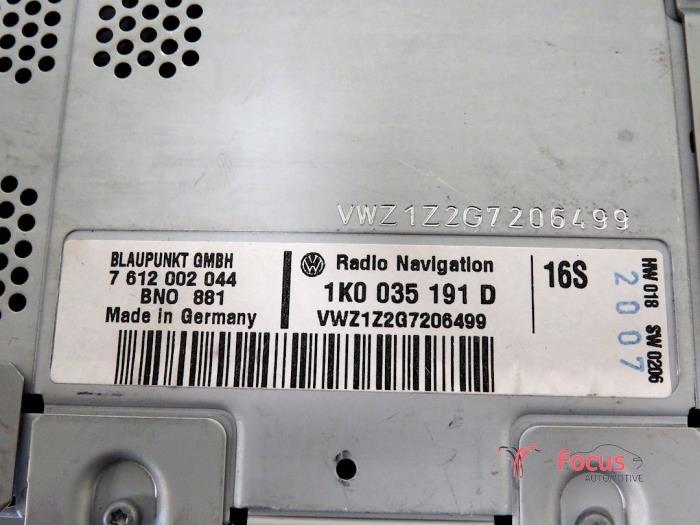 VWZ1Z2G7206499
BLAUPUNKT GMBH
7 612 002 044
BNO 881
Made in Germany
Radio Navigation
1K0 035 191 D
VWZ1Z2G7206499
16S
HW 018 SW 0206
2007
Focus
AUTOMOTIVE